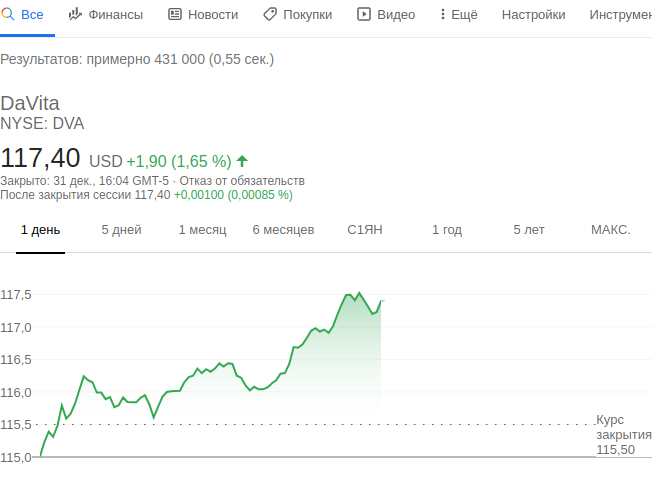 Все Финансы Новости Покупки Видео Ещё Настройки Инструмен
Результатов: примерно 431 000 (0,55 сек.)
DaVita
NYSE: DVA
117,40 USD +1,90 (1,65 %)
Закрыто: 31 дек., 16:04 GMT-5 · Отказ от обязательств
После закрытия сессии 117,40 +0,00100 (0,00085 %)
1 день 5 дней 1 месяц 6 месяцев С1ЯН 1 год 5 лет МАКС.
117,5
117,0
116,5
116,0
115,5
115,0
Курс
закрытия
115,50